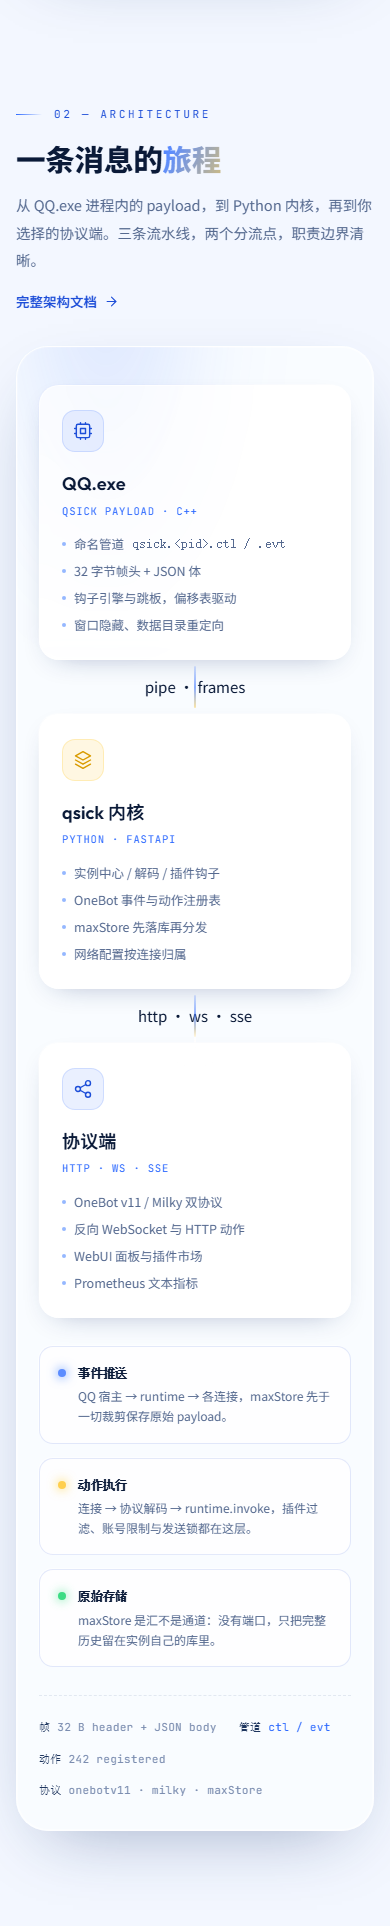 02 — ARCHITECTURE
一条消息的旅程
从 QQ.exe 进程内的 payload，到 Python 内核，再到你
选择的协议端。三条流水线，两个分流点，职责边界清
晰。
完整架构文档 →
QQ.exe
QSICK PAYLOAD · C++
命名管道 qsick.<pid>.ctl / .evt
32 字节帧头 + JSON 体
钩子引擎与跳板，偏移表驱动
窗口隐藏、数据目录重定向
pipe · frames
qsick 内核
PYTHON · FASTAPI
实例中心 / 解码 / 插件钩子
OneBot 事件与动作注册表
maxStore 先落库再分发
网络配置按连接归属
http · ws · sse
协议端
HTTP · WS · SSE
OneBot v11 / Milky 双协议
反向 WebSocket 与 HTTP 动作
WebUI 面板与插件市场
Prometheus 文本指标
事件推送
QQ 宿主 → runtime → 各连接，maxStore 先于
一切裁剪保存原始 payload。
动作执行
连接 → 协议解码 → runtime.invoke，插件过
滤、账号限制与发送锁都在这层。
原始存储
maxStore 是汇不是通道：没有端口，只把完整
历史留在实例自己的库里。
帧 32 B header + JSON body 管道 ctl / evt
动作 242 registered
协议 onebotv11 · milky · maxStore